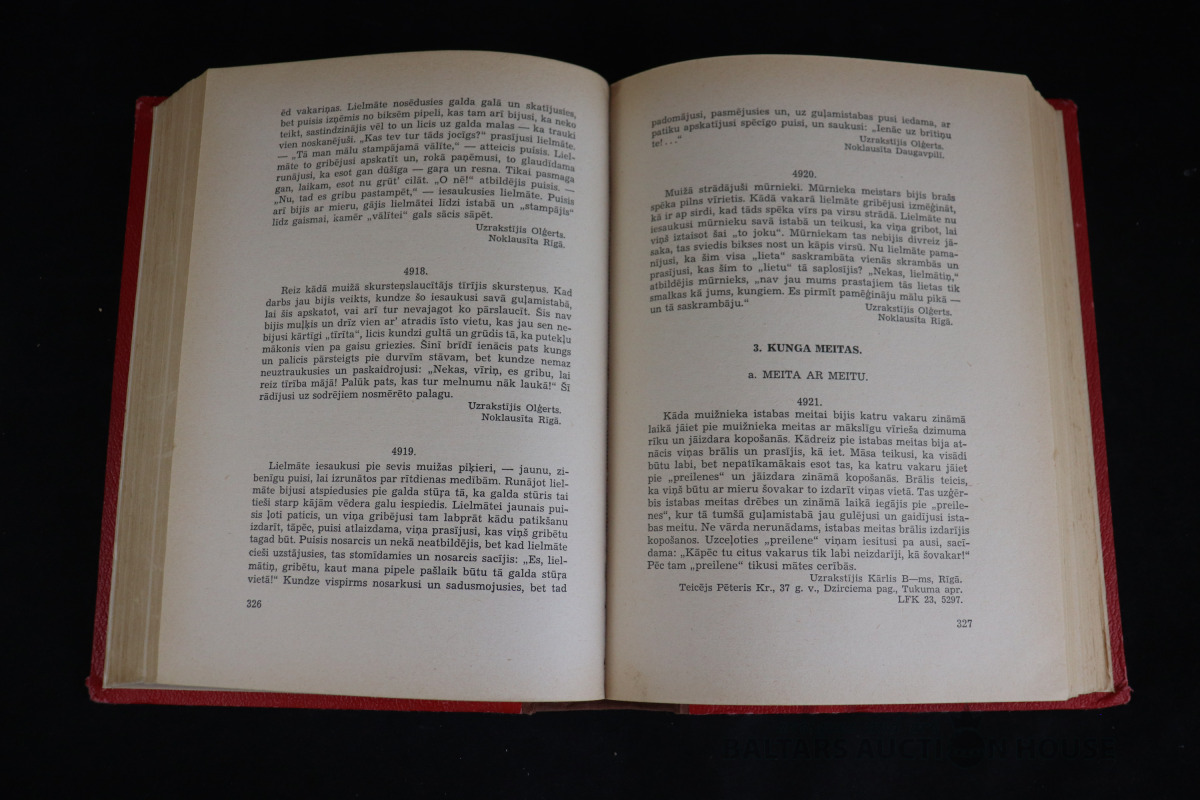 ēd vakariņas. Lielmāte nosēdusies galda galā un skatījusies,
bet puisis izņēmis no biksēm pipeli, kas tam arī bijusi, ka neko
teikt, sastindzinājis vēl to un licis uz galda malas — ka trauki
vien noskanējuši. „Kas tev tur tāds jocīgs?" prasījusi lielmāte.
— „Tā man mālu stampājamā vālīte," — atteicis puisis. Liel-
māte to gribējusi apskatīt un, rokā paņēmusi, to glaudīdama
runājusi, ka esot gan dūšīga — gaŗa un resna. Tikai pasmaga
gan, laikam, esot nu grūt' cilāt. „O nē!" atbildējis puisis. —
„Nu, tad es gribu pastampēt," — iesaukusies lielmāte. Puisis
arī bijis ar mieru, gājis lielmātei līdzi istabā un „stampājis"
līdz gaismai, kamēr „vālītei" gals sācis sāpēt.
Uzrakstījis Olģerts.
Noklausīta Rīgā.
4918.
Reiz kādā muižā skursteņslaucītājs tīrījis skursteņus. Kad
darbs jau bijis veikts, kundze šo iesaukusi savā guļamistabā,
lai šis apskatot, vai arī tur nevajagot ko pārslaucīt. Šis nav
bijis muļķis un drīz vien ar' atradis īsto vietu, kas jau sen ne-
bijusi kārtīgi „tīrīta", licis kundzi gultā un grūdis tā, ka putekļu
mākonis vien pa gaisu griezies. Šinī brīdī ienācis pats kungs
un palicis pārsteigts pie durvīm stāvam, bet kundze nemaz
neuztraukusies un paskaidrojusi: „Nekas, vīriņ, es gribu, lai
reiz tīrība mājā! Palūk pats, kas tur melnumu nāk laukā!" Šī
rādījusi uz sodrējiem nosmērēto palagu.
Uzrakstījis Olģerts.
Noklausīta Rīgā.
4919.
Lielmāte iesaukusi pie sevis muižas piķieri, — jaunu, zi-
benīgu puisi, lai izrunātos par rītdienas medībām. Runājot liel-
māte bijusi atspiedusies pie galda stūŗa tā, ka galda stūris tai
tieši starp kājām vēdera galu iespiedis. Lielmātei jaunais pui-
sis ļoti paticis, un viņa gribējusi tam labprāt kādu patikšanu
izdarīt, tāpēc, puisi atlaizdama, viņa prasījusi, kas viņš gribētu
tagad būt. Puisis nosarcis un nekā neatbildējis, bet kad lielmāte
cieši uzstājusies, tas stomīdamies un nosarcis sacījis: „Es, liel-
mātiņ, gribētu, kaut mana pipele pašlaik būtu tā galda stūŗa
vietā!" Kundze vispirms nosarkusi un sadusmojusies, bet tad
326
padomājusi, pasmējusies un, uz guļamistabas pusi iedama, ar
patiku apskatījusi spēcīgo puisi, un saukusi: „Ienāc uz brītiņu
te!..."
Uzrakstījis Olģerts.
Noklausīta Daugavpilī.
4920.
Muižā strādājuši mūrnieki. Mūrnieka meistars bijis brašs
spēka pilns vīrietis. Kādā vakarā lielmāte gribējusi izmēģināt,
kā ir ap sirdi, kad tāds spēka vīrs pa virsu strādā. Lielmāte nu
iesaukusi mūrnieku savā istabā un teikusi, ka viņa gribot, lai
viņš iztaisot šai „to joku". Mūrniekam tas nebijis divreiz jā-
saka, tas sviedis bikses nost un kāpis virsū. Nu lielmāte pama-
nījusi, ka šim visa „lieta" saskrambāta vienās skrambās un
prasījusi, kas šim to „lietu" tā saplosījis? „Nekas, lielmātiņ,"
atbildējis mūrnieks, „nav jau mums prastajiem tās lietas tik
smalkas kā jums, kungiem. Es pirmīt pamēģināju mālu pikā —
un tā saskrambāju."
Uzrakstījis Olģerts.
Noklausīta Rīgā.
3. KUNGA MEITAS.
a. MEITA AR MEITU.
4921.
Kāda muižnieka istabas meitai bijis katru vakaru zināmā
laikā jāiet pie muižnieka meitas ar mākslīgu vīrieša dzimuma
rīku un jāizdara kopošanās. Kādreiz pie istabas meitas bija at-
nācis viņas brālis un prasījis, kā iet. Māsa teikusi, ka visādi
būtu labi, bet nepatīkamākais esot tas, ka katru vakaru jāiet
pie „preilenes" un jāizdara zināmā kopošanās. Brālis teicis,
ka viņš būtu ar mieru šovakar to izdarīt viņas vietā. Tas uzģēr-
bis istabas meitas drēbes un zināmā laikā iegājis pie „preile-
nes", kur tā tumšā guļamistabā jau gulējusi un gaidījusi ista-
bas meitu. Ne vārda nerunādams, istabas meitas brālis izdarījis
kopošanos. Uzceļoties „preilene" viņam iesitusi pa ausi, sacī-
dama: „Kāpēc tu citus vakarus tik labi neizdarīji, kā šovakar!"
Pēc tam „preilene" tikusi mātes cerībās.
Uzrakstījis Kārlis B—ms, Rīgā.
Teicējs Pēteris Kr., 37 g. v., Dzirciema pag., Tukuma apr.
LFK 23, 5297.
327
BALTARS AUCTION HOUSE